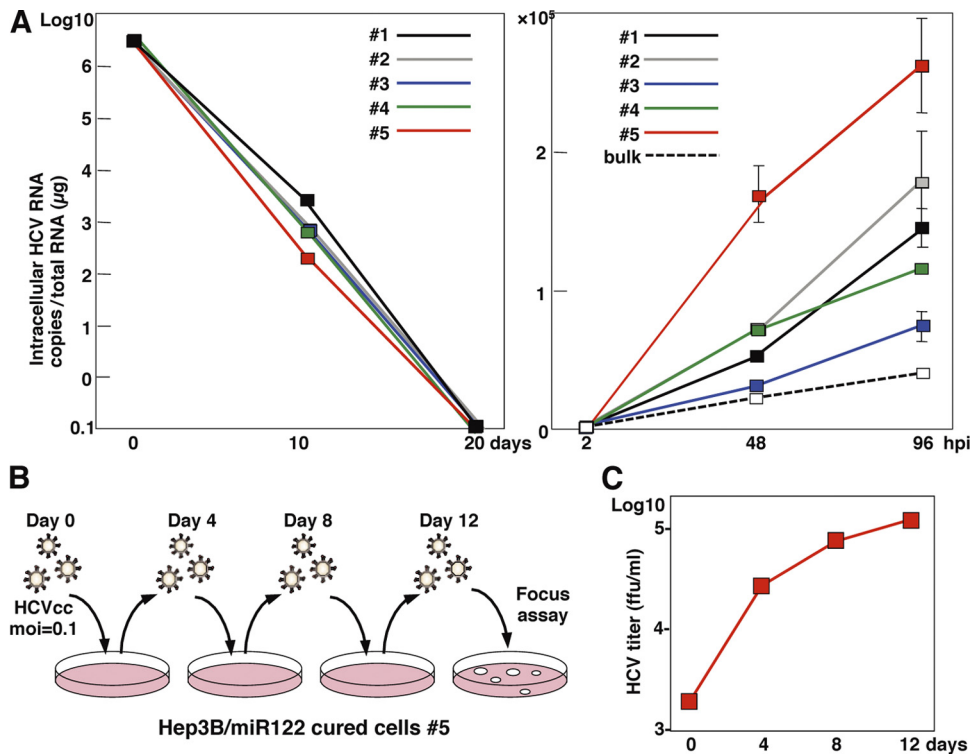 A
Log10
6
5
4
3
2
1
0
0.1
0 10 20 days
Intracellular HCV RNA
copies/total RNA (μg)
#1
#2
#3
#4
#5
×10⁵
2
1
0
2 48 96 hpi
#1
#2
#3
#4
#5
bulk
B
Day 0 Day 4 Day 8 Day 12
HCVcc
moi=0.1
Focus
assay
Hep3B/miR122 cured cells #5
C
Log10
5
4
3
HCV titer (ffu/ml)
0 4 8 12 days